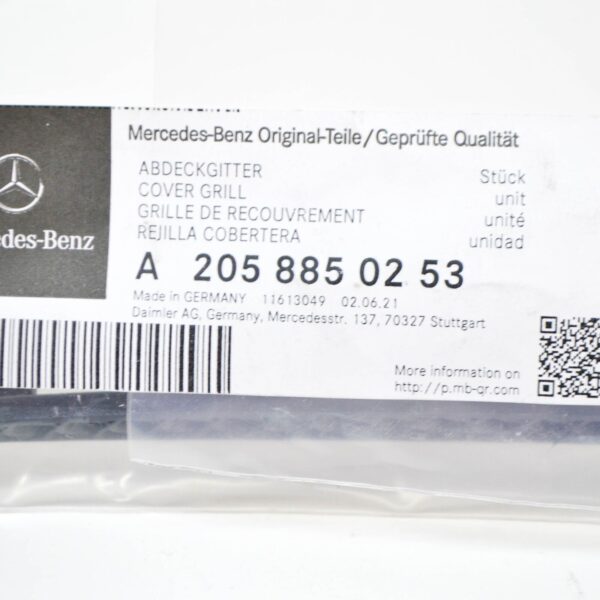 Mercedes-Benz Original-Teile/Geprüfte Qualität
ABDECKGITTER Stück
COVER GRILL unit
GRILLE DE RECOUVREMENT unité
REJILLA COBERTERA unidad
edes-Benz
A 205 885 02 53
Made in GERMANY 11613049 02.06.21
Daimler AG, Germany, Mercedesstr. 137, 70327 Stuttgart
More information on
http://p.mb-qr.com